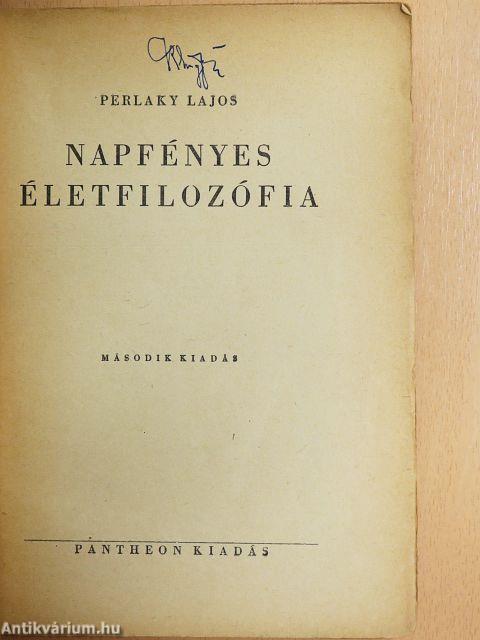 PERLAKY LAJOS
NAPFÉNYES
ÉLETFILOZÓFIA
MÁSODIK KIADÁS
PANTHEON KIADÁS
Antikvárium.hu